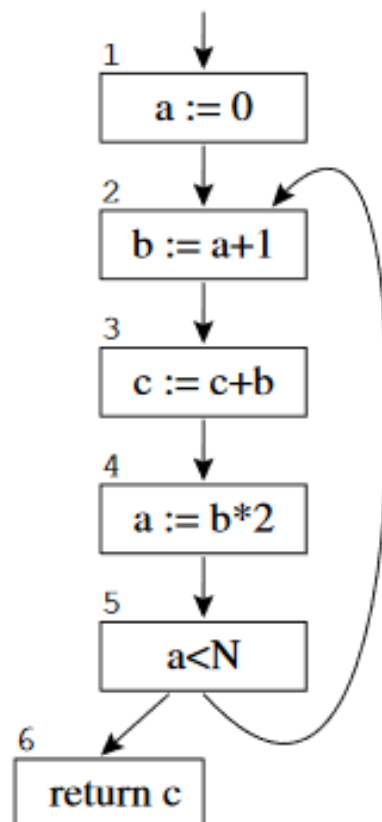 1
a := 0
2
b := a+1
3
c := c+b
4
a := b*2
5
a<N
6
return c